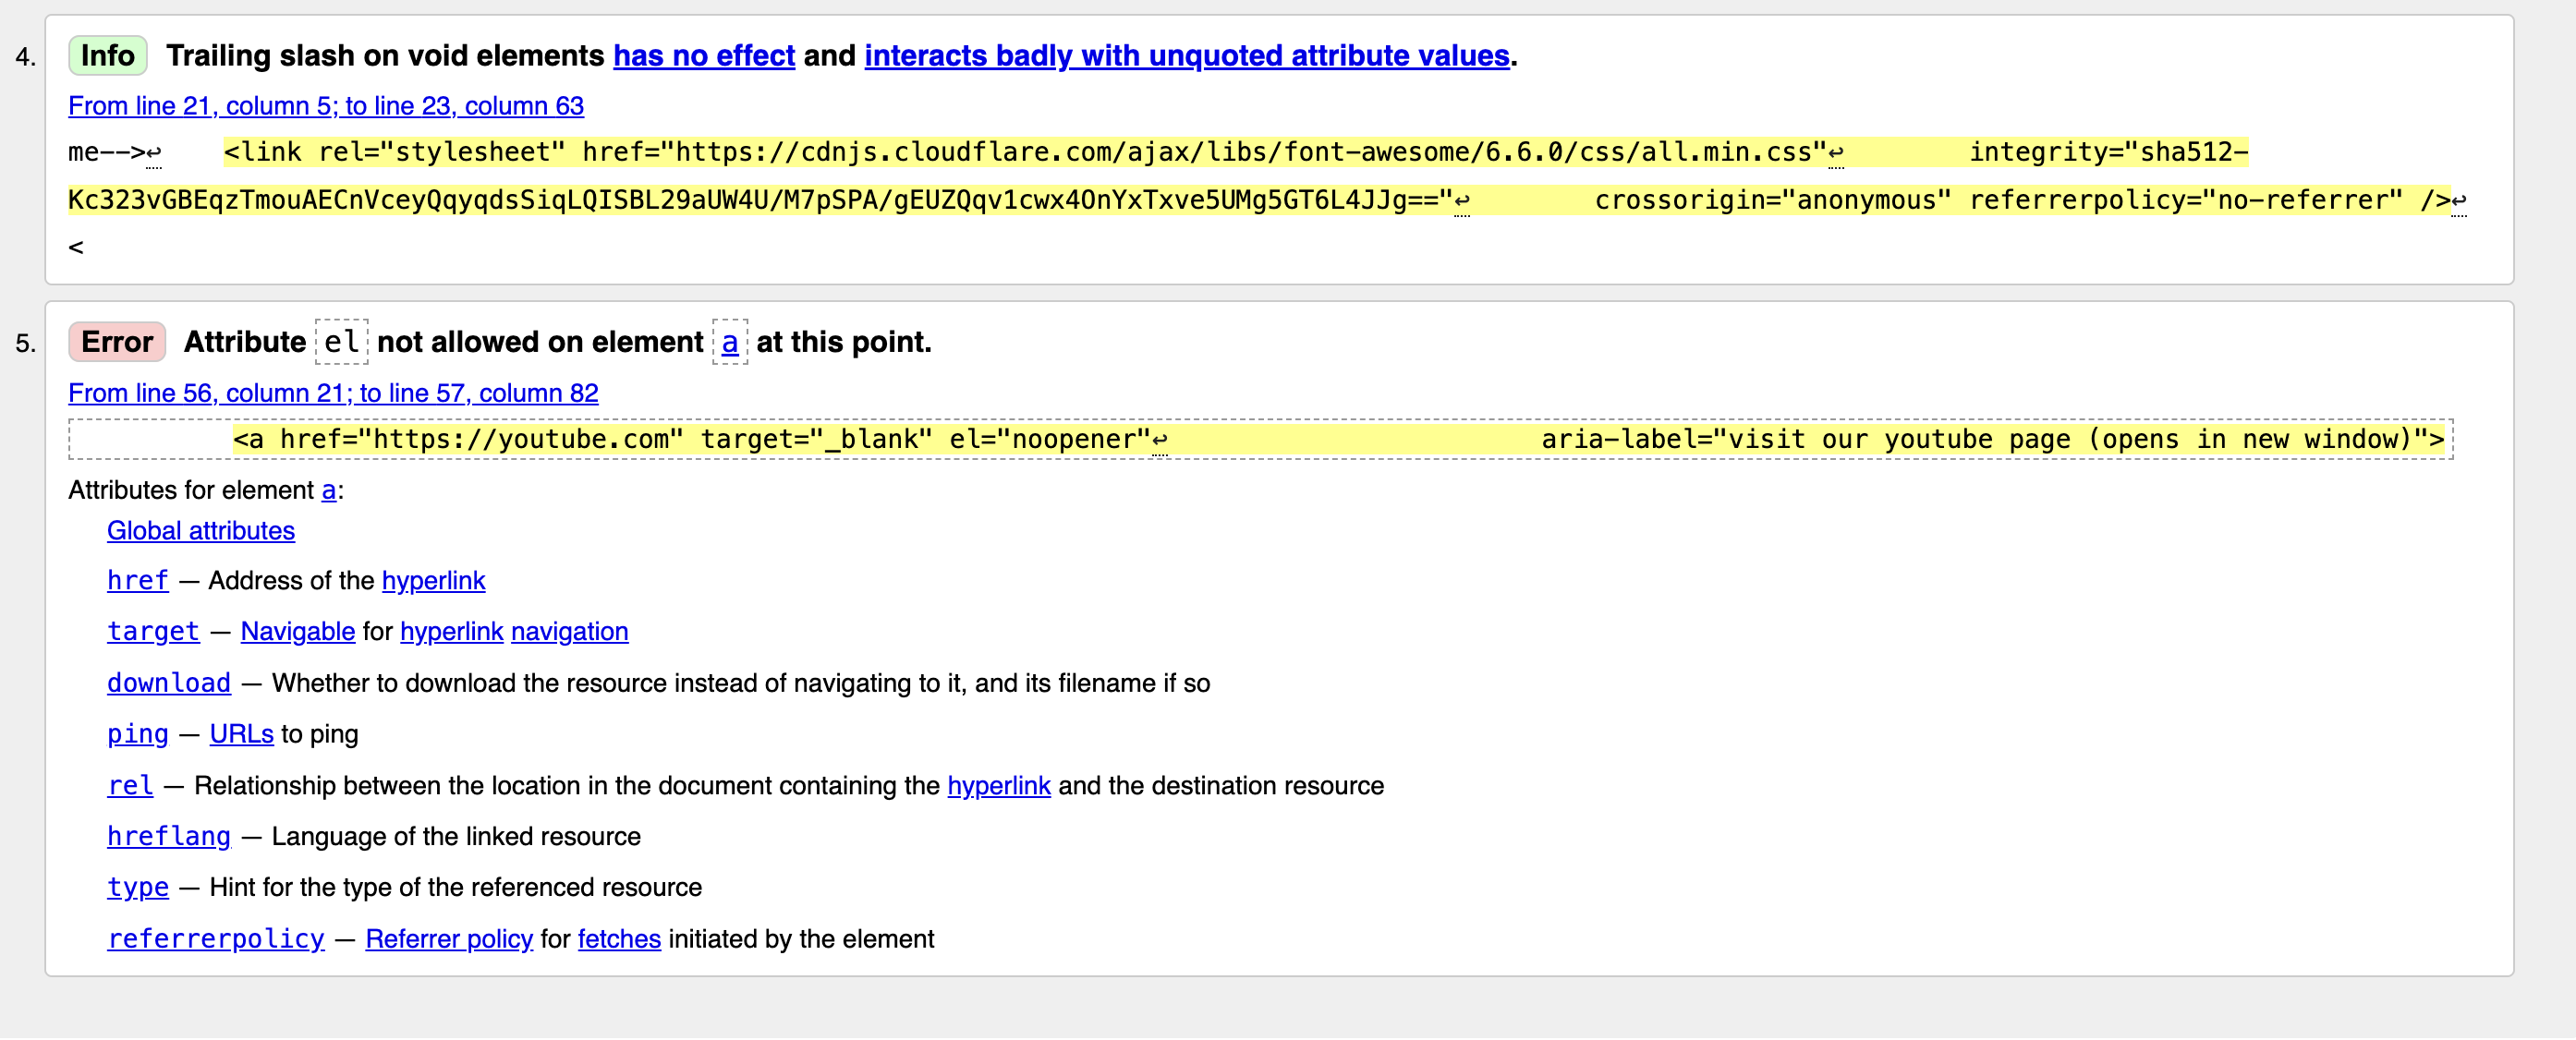 4. Info Trailing slash on void elements has no effect and interacts badly with unquoted attribute values.
From line 21, column 5; to line 23, column 63
me-->↩    <link rel="stylesheet" href="https://cdnjs.cloudflare.com/ajax/libs/font-awesome/6.6.0/css/all.min.css"↩        integrity="sha512-
Kc323vGBEqzTmouAECnVceyQqyqdsSiqLQISBL29aUW4U/M7pSPA/gEUZQqv1cwx4OnYxTxve5UMg5GT6L4JJg=="↩        crossorigin="anonymous" referrerpolicy="no-referrer" />↩
<
5. Error Attribute el not allowed on element a at this point.
From line 56, column 21; to line 57, column 82
<a href="https://youtube.com" target="_blank" el="noopener"↩                        aria-label="visit our youtube page (opens in new window)">
Attributes for element a:
Global attributes
href — Address of the hyperlink
target — Navigable for hyperlink navigation
download — Whether to download the resource instead of navigating to it, and its filename if so
ping — URLs to ping
rel — Relationship between the location in the document containing the hyperlink and the destination resource
hreflang — Language of the linked resource
type — Hint for the type of the referenced resource
referrerpolicy — Referrer policy for fetches initiated by the element